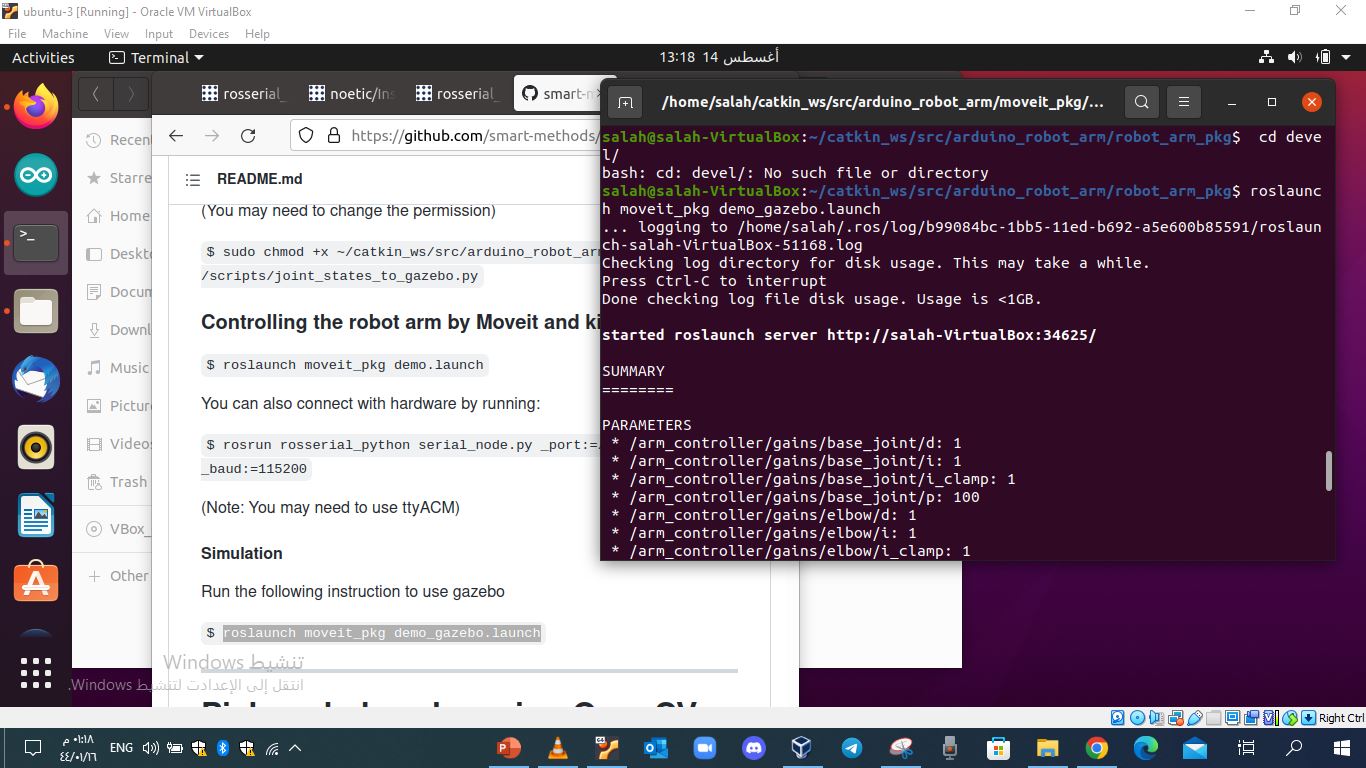 ubuntu-3 [Running] - Oracle VM VirtualBox
File Machine View Input Devices Help
Activities Terminal 13:18 14 أغسطس
rosserial_ noetic/Ins rosserial_ smart-m
https://github.com/smart-methods/
Recen
Starre
Home
Deskto
Docum
Downl
Music
Pictur
Videos
Trash
VBox_
Other
README.md
(You may need to change the permission)
$ sudo chmod +x ~/catkin_ws/src/arduino_robot_arm
/scripts/joint_states_to_gazebo.py
Controlling the robot arm by Moveit and ki
$ roslaunch moveit_pkg demo.launch
You can also connect with hardware by running:
$ rosrun rosserial_python serial_node.py _port:=
_baud:=115200
(Note: You may need to use ttyACM)
Simulation
Run the following instruction to use gazebo
$ roslaunch moveit_pkg demo_gazebo.launch
/home/salah/catkin_ws/src/arduino_robot_arm/moveit_pkg/...
salah@salah-VirtualBox:~/catkin_ws/src/arduino_robot_arm/robot_arm_pkg$  cd deve
l/
bash: cd: devel/: No such file or directory
salah@salah-VirtualBox:~/catkin_ws/src/arduino_robot_arm/robot_arm_pkg$ roslaunc
h moveit_pkg demo_gazebo.launch
... logging to /home/salah/.ros/log/b99084bc-1bb5-11ed-b692-a5e600b85591/roslaun
ch-salah-VirtualBox-51168.log
Checking log directory for disk usage. This may take a while.
Press Ctrl-C to interrupt
Done checking log file disk usage. Usage is <1GB.
started roslaunch server http://salah-VirtualBox:34625/
SUMMARY
========
PARAMETERS
* /arm_controller/gains/base_joint/d: 1
* /arm_controller/gains/base_joint/i: 1
* /arm_controller/gains/base_joint/i_clamp: 1
* /arm_controller/gains/base_joint/p: 100
* /arm_controller/gains/elbow/d: 1
* /arm_controller/gains/elbow/i: 1
* /arm_controller/gains/elbow/i_clamp: 1
تنشيط Windows
انتقل إلى الإعدادت لتنشيط Windows.
Right Ctrl
ENG
٠١:١٨ م
٤٤/٠١/١٦